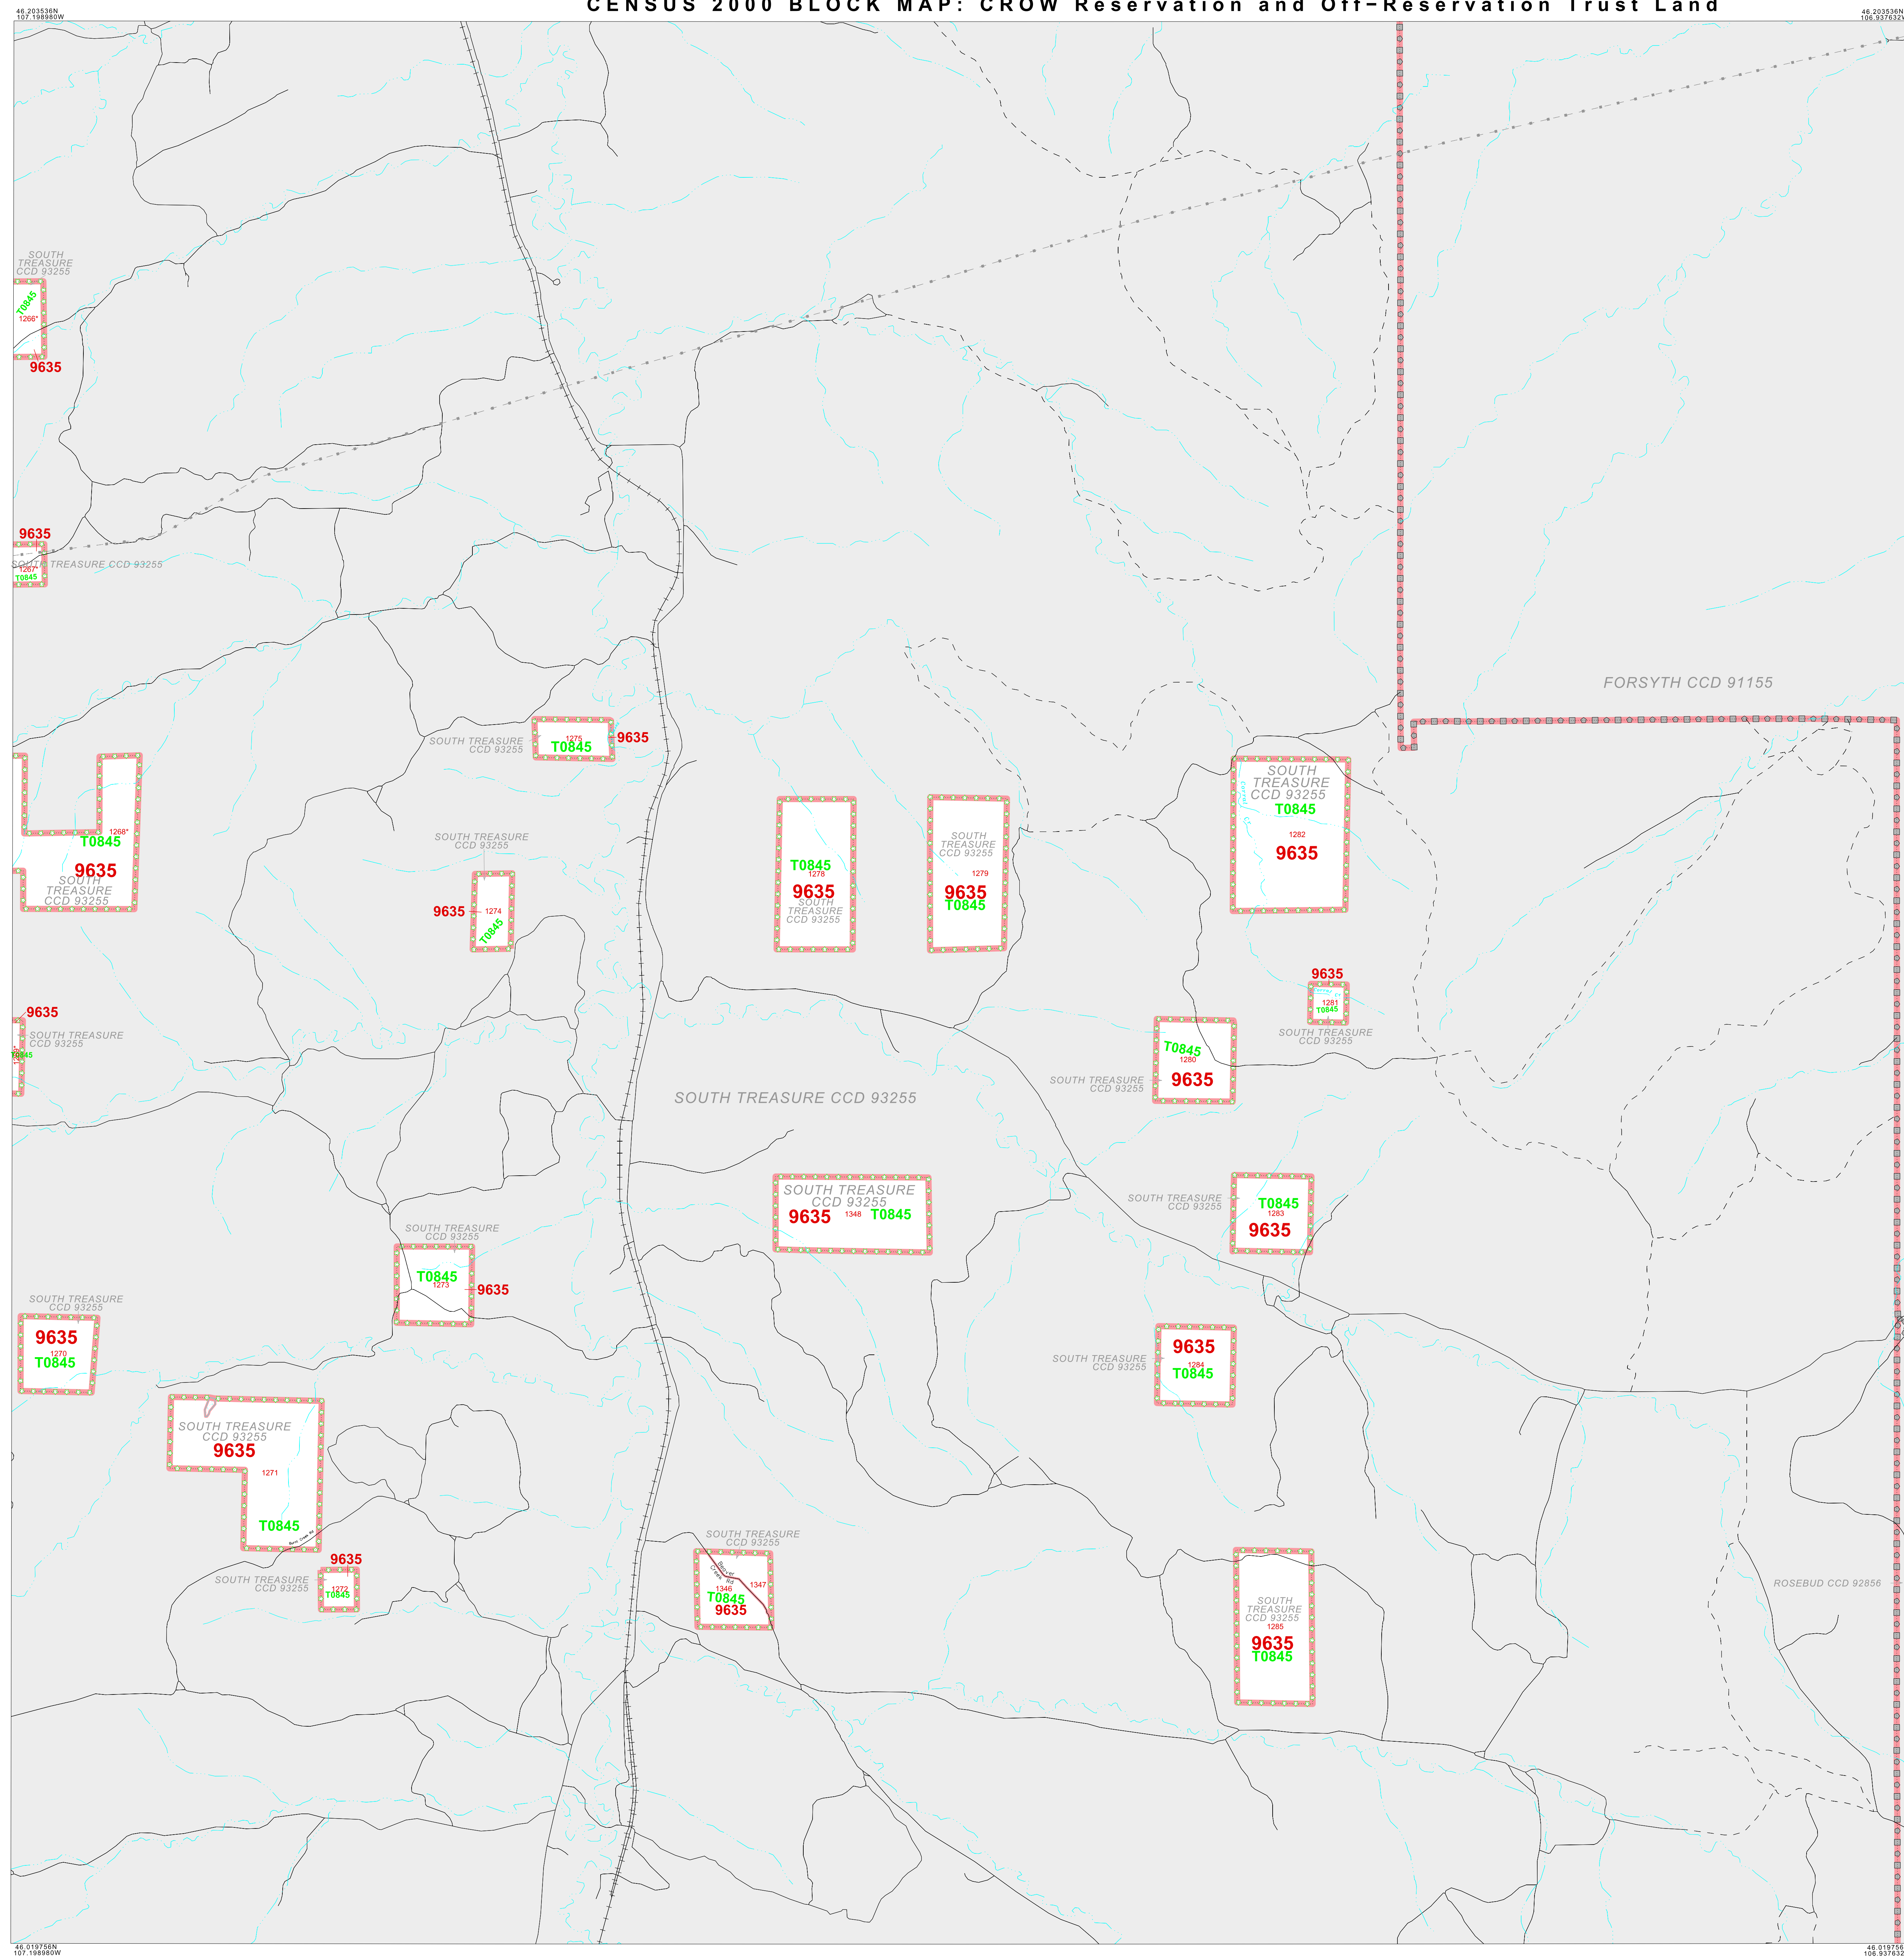 CENSUS 2000 BLOCK MAP: CROW Reservation and Off-Reservation Trust Land
46.203536N
107.198980W
46.203536N
106.937632W
SOUTH
TREASURE
CCD 93255
T0845
1266*
9635
9635
1267*
SOUTH TREASURE CCD 93255
T0845
FORSYTH CCD 91155
SOUTH TREASURE
CCD 93255
1275
T0845
9635
1268*
T0845
9635
SOUTH
TREASURE
CCD 93255
SOUTH TREASURE
CCD 93255
9635
1274
T0845
T0845
1278
9635
SOUTH
TREASURE
CCD 93255
SOUTH
TREASURE
CCD 93255
1279
9635
T0845
SOUTH
TREASURE
CCD 93255
T0845
1282
9635
9635
1281
T0845
SOUTH TREASURE
CCD 93255
9635
SOUTH TREASURE
CCD 93255
T0845
T0845
1280
9635
SOUTH TREASURE
CCD 93255
SOUTH TREASURE CCD 93255
SOUTH TREASURE
CCD 93255
9635
1348
T0845
SOUTH TREASURE
CCD 93255
T0845
1283
9635
SOUTH TREASURE
CCD 93255
T0845
1273
9635
SOUTH TREASURE
CCD 93255
9635
1270
T0845
SOUTH TREASURE
CCD 93255
9635
1284
T0845
SOUTH TREASURE
CCD 93255
9635
1271
T0845
Creek Rd
9635
SOUTH TREASURE
CCD 93255
1272
T0845
SOUTH TREASURE
CCD 93255
Beaver
Creek Rd
1346
1347
T0845
9635
SOUTH
TREASURE
CCD 93255
1285
9635
T0845
ROSEBUD CCD 92856
46.019756N
107.198980W
46.019756
106.93763